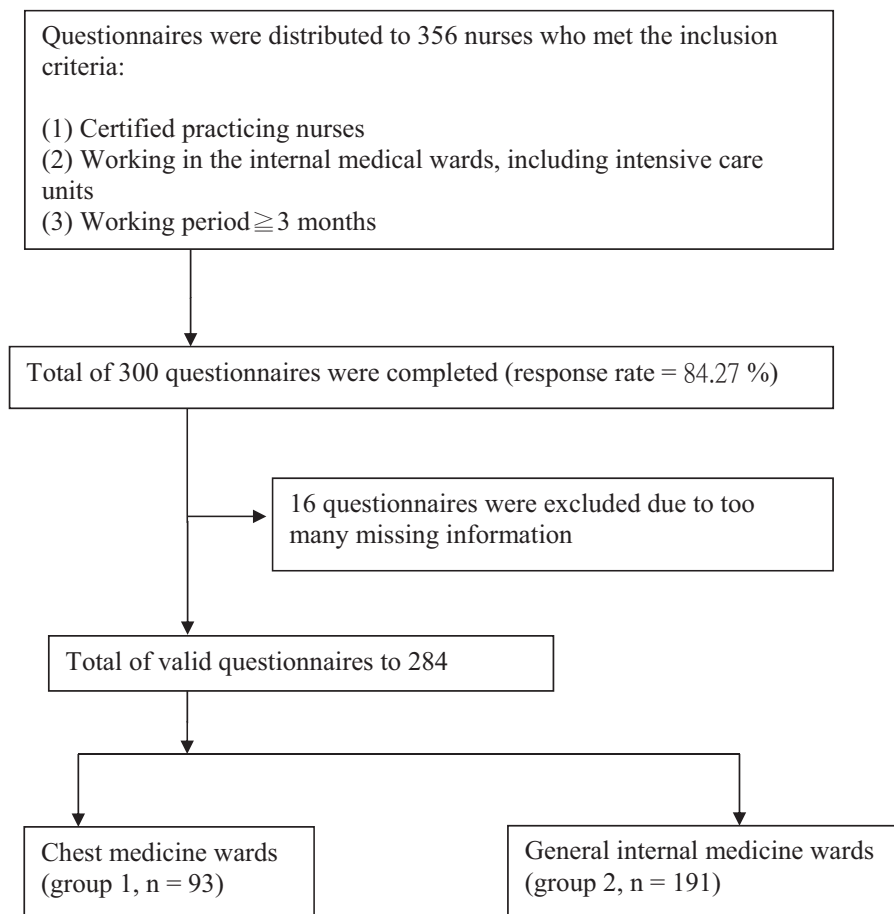 Questionnaires were distributed to 356 nurses who met the inclusion
criteria:
(1) Certified practicing nurses
(2) Working in the internal medical wards, including intensive care
units
(3) Working period≧3 months
Total of 300 questionnaires were completed (response rate = 84.27 %)
16 questionnaires were excluded due to too
many missing information
Total of valid questionnaires to 284
Chest medicine wards
(group 1, n = 93)
General internal medicine wards
(group 2, n = 191)